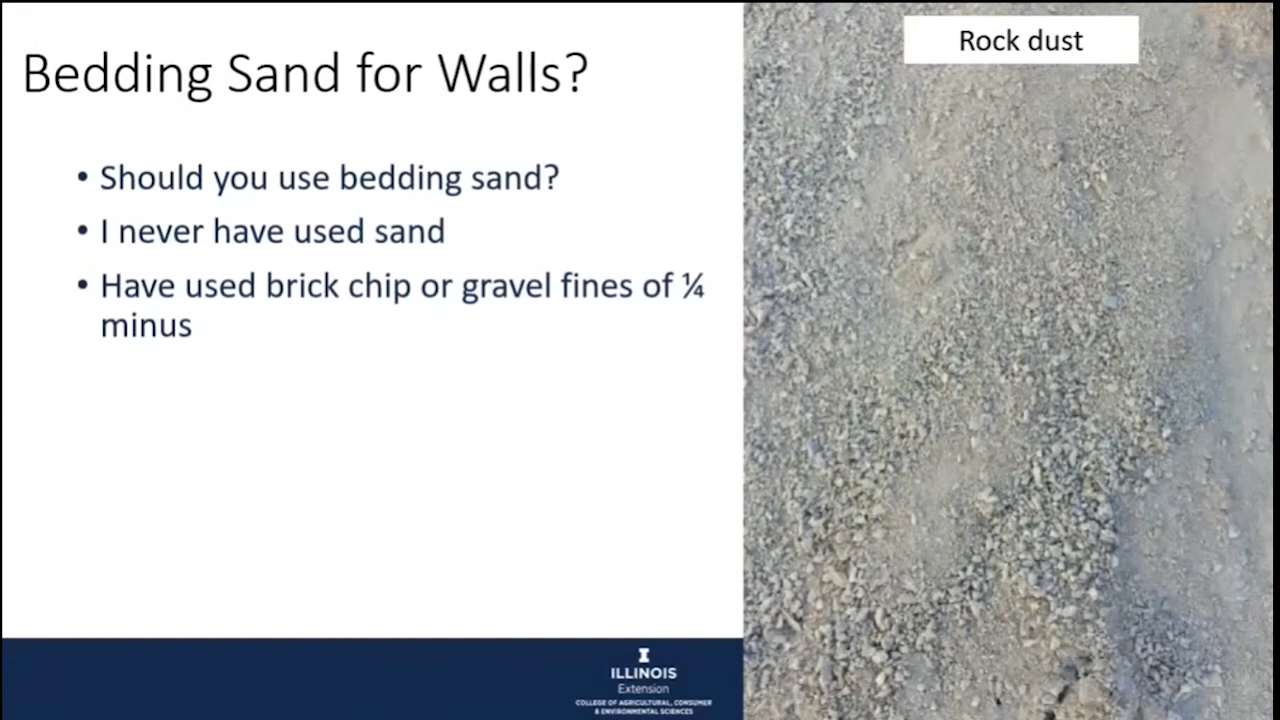 Bedding Sand for Walls?
• Should you use bedding sand?
• I never have used sand
• Have used brick chip or gravel fines of ¼
minus
Rock dust
I
ILLINOIS
Extension
COLLEGE OF AGRICULTURAL, CONSUMER
& ENVIRONMENTAL SCIENCES